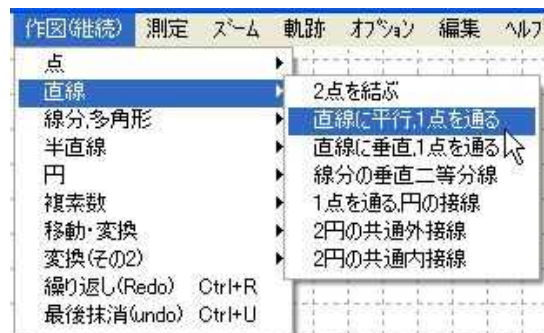 作図(継続) 測定 ズーム 軌跡 オプション 編集 ヘルプ
点
直線
線分,多角形
半直線
円
複素数
移動・変換
変換(その2)
繰り返し(Redo) Ctrl+R
最後抹消(undo) Ctrl+U
2点を結ぶ
直線に平行,1点を通る
直線に垂直,1点を通る
線分の垂直二等分線
1点を通る,円の接線
2円の共通外接線
2円の共通内接線